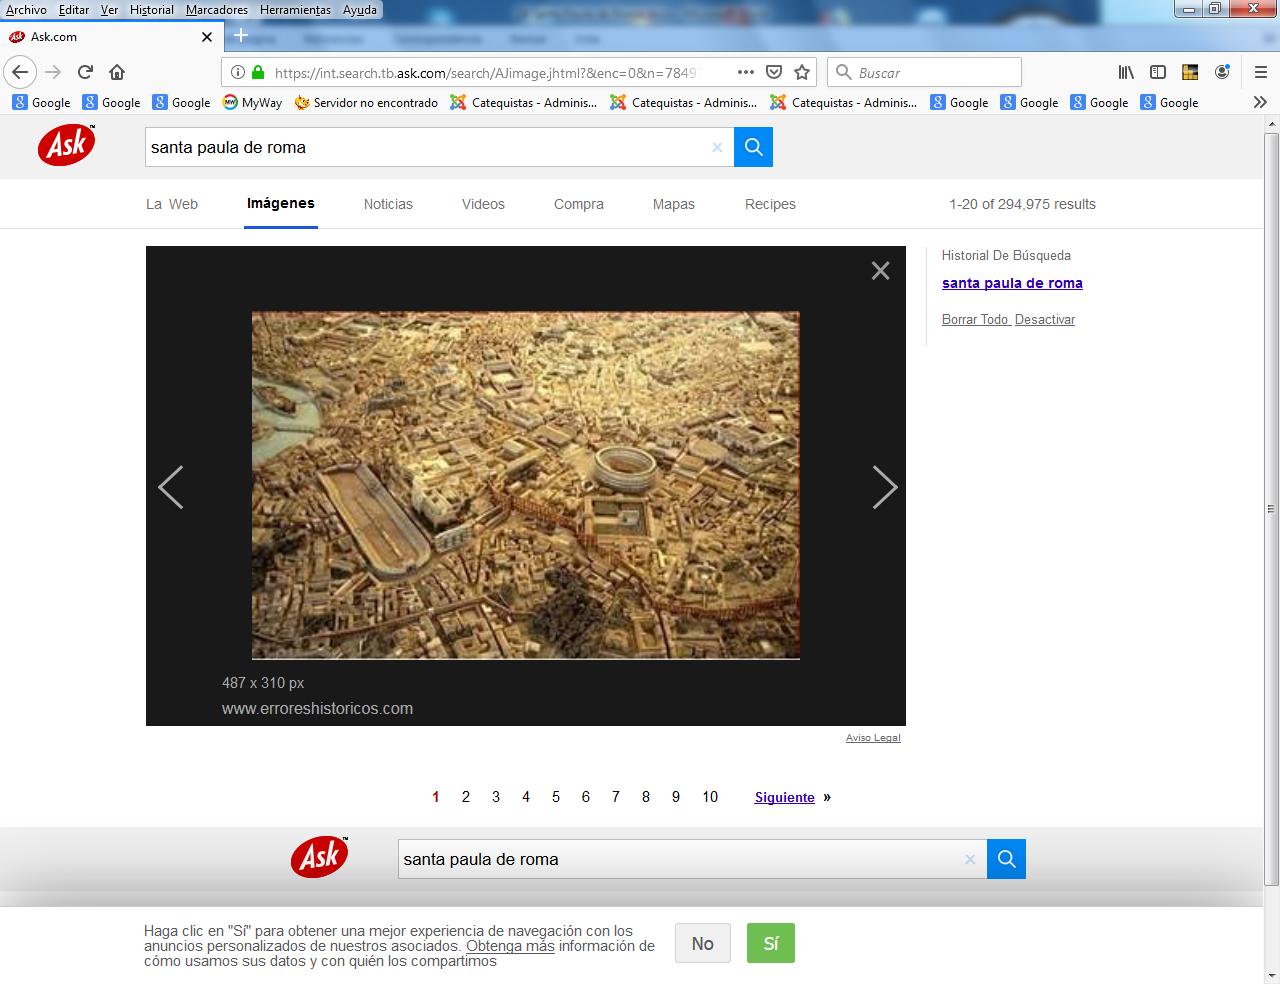 Archivo Editar Ver Historial Marcadores Herramientas Ayuda
Ask Ask.com
https://int.search.tb.ask.com/search/AJimage.jhtml?&enc=0&n=7849
Buscar
Google Google Google MyWay Servidor no encontrado Catequistas - Adminis... Catequistas - Adminis... Catequistas - Adminis... Google Google Google Google
Ask santa paula de roma
La Web Imágenes Noticias Videos Compra Mapas Recipes 1-20 of 294,975 results
Historial De Búsqueda
santa paula de roma
Borrar Todo Desactivar
487 x 310 px
www.erroreshistoricos.com
Aviso Legal
1 2 3 4 5 6 7 8 9 10 Siguiente »
Ask santa paula de roma
Haga clic en "Sí" para obtener una mejor experiencia de navegación con los
anuncios personalizados de nuestros asociados. Obtenga más información de
cómo usamos sus datos y con quién los compartimos
No Sí